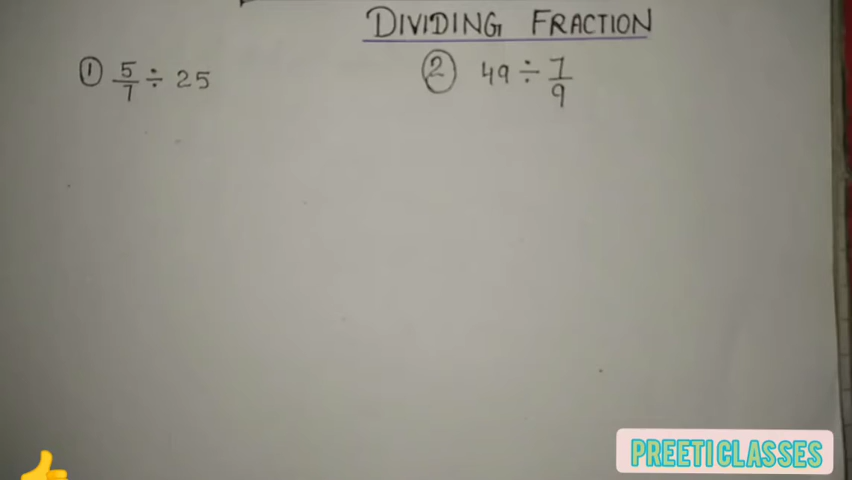 DIVIDING FRACTION
① 5/7 ÷ 25
② 49 ÷ 7/9
PREETI CLASSES